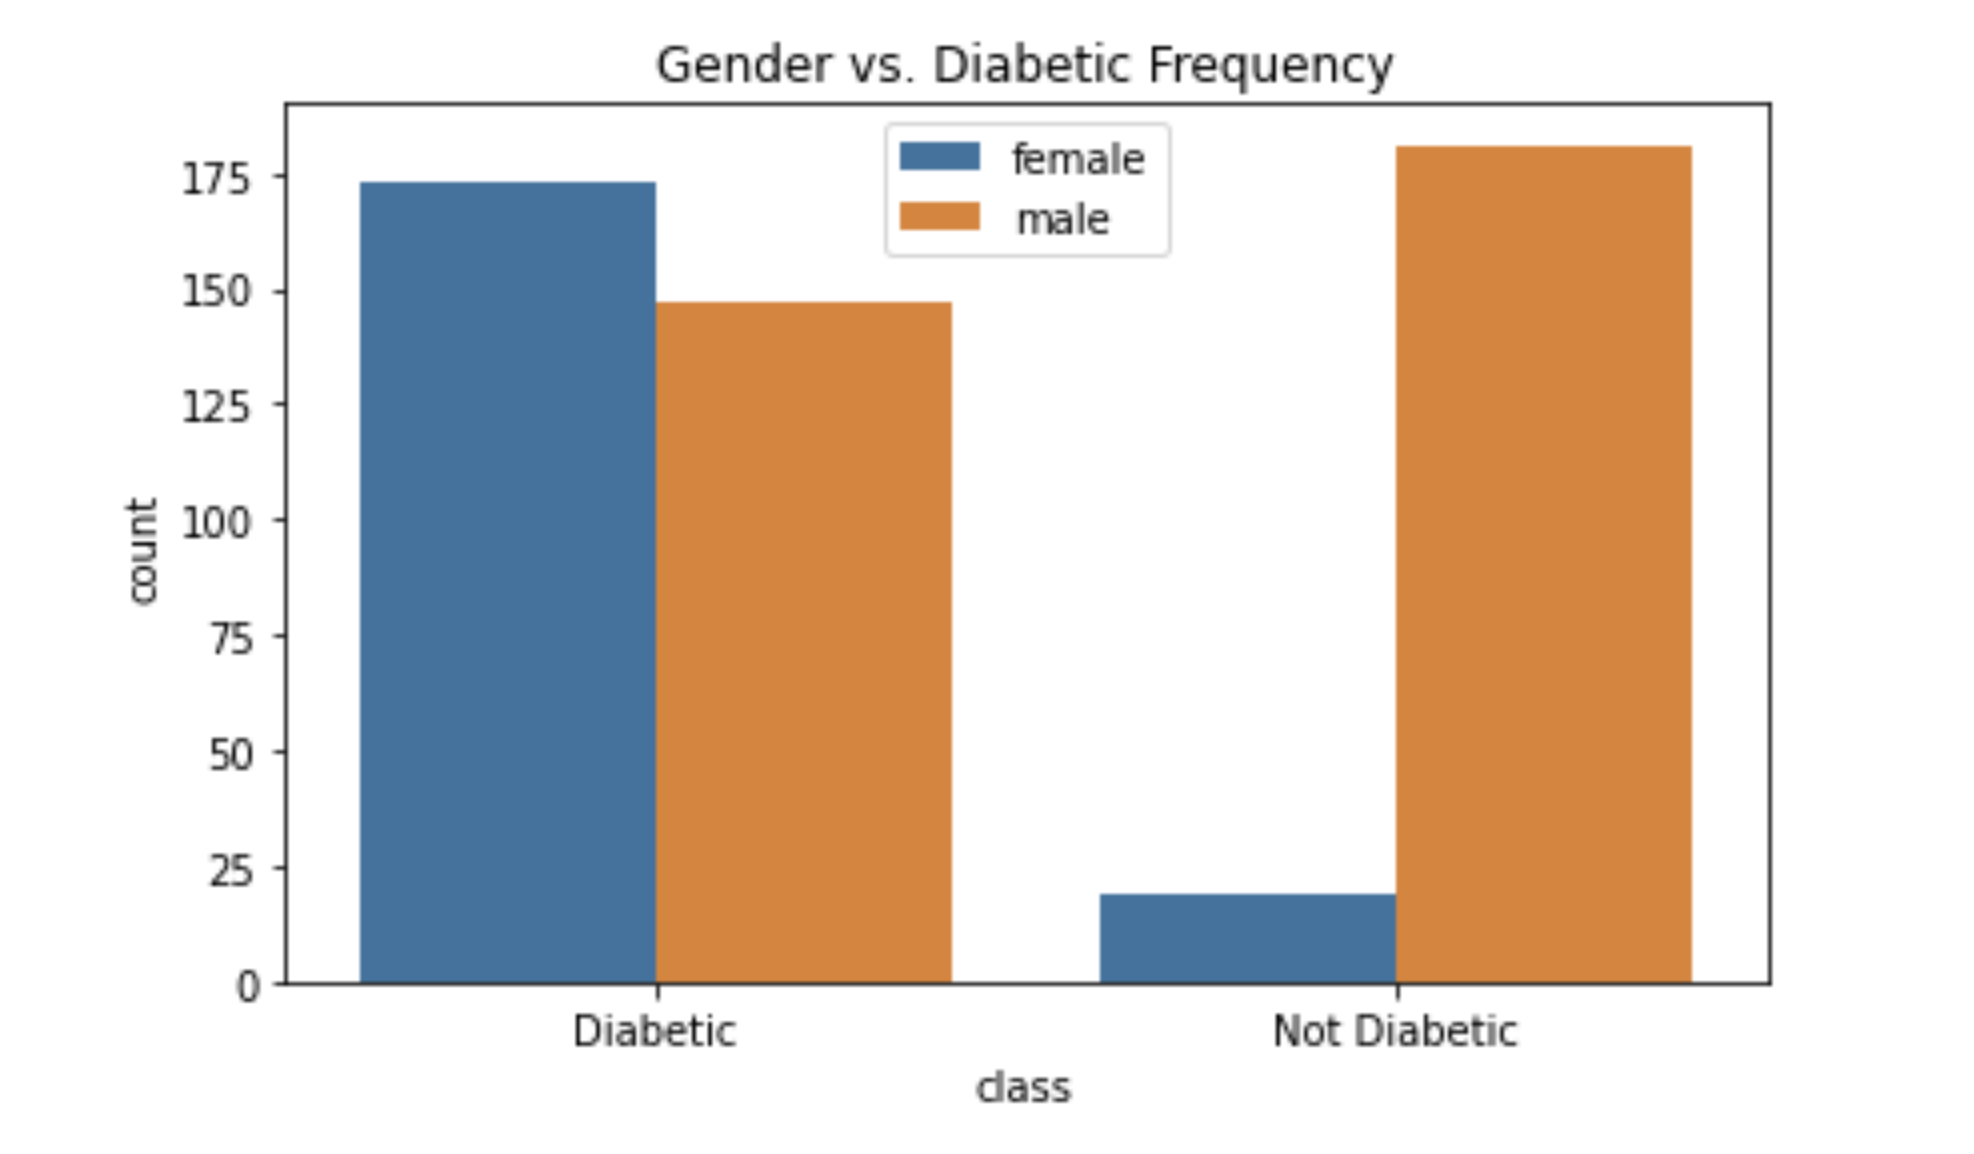 Gender vs. Diabetic Frequency
female
male
175
150
125
100
75
50
25
0
count
Diabetic
Not Diabetic
class